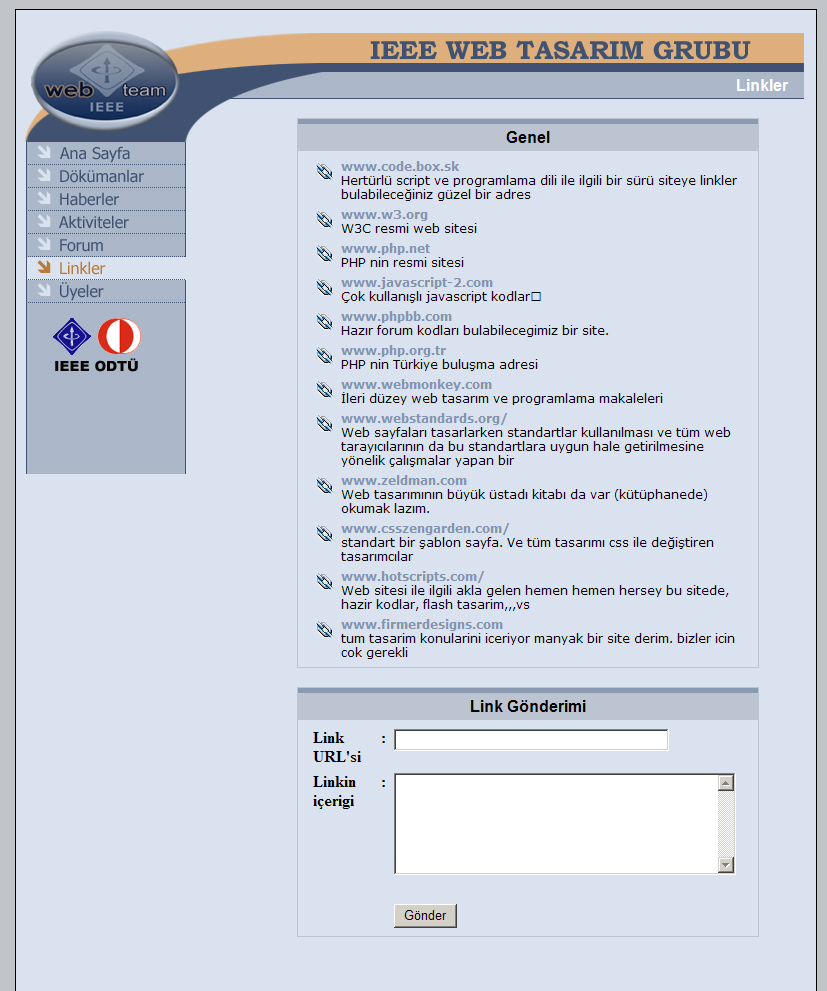 IEEE WEB TASARIM GRUBU
web team
IEEE
Linkler
Ana Sayfa
Dökümanlar
Haberler
Aktiviteler
Forum
Linkler
Üyeler
IEEE ODTÜ
Genel
www.code.box.sk
Hertürlü script ve programlama dili ile ilgili bir sürü siteye linkler
bulabileceğiniz güzel bir adres
www.w3.org
W3C resmi web sitesi
www.php.net
PHP nin resmi sitesi
www.javascript-2.com
Çok kullanışlı javascript kodlar□
www.phpbb.com
Hazır forum kodları bulabilecegimiz bir site.
www.php.org.tr
PHP nin Türkiye buluşma adresi
www.webmonkey.com
İleri düzey web tasarım ve programlama makaleleri
www.webstandards.org/
Web sayfaları tasarlarken standartlar kullanılması ve tüm web
tarayıcılarının da bu standartlara uygun hale getirilmesine
yönelik çalışmalar yapan bir
www.zeldman.com
Web tasarımının büyük üstadı kitabı da var (kütüphanede)
okumak lazım.
www.csszengarden.com/
standart bir şablon sayfa. Ve tüm tasarımı css ile değiştiren
tasarımcılar
www.hotscripts.com/
Web sitesi ile ilgili akla gelen hemen hemen hersey bu sitede,
hazir kodlar, flash tasarim,,,vs
www.firmerdesigns.com
tum tasarim konularini iceriyor manyak bir site derim. bizler icin
cok gerekli
Link Gönderimi
Link :
URL'si
Linkin :
içerigi
Gönder